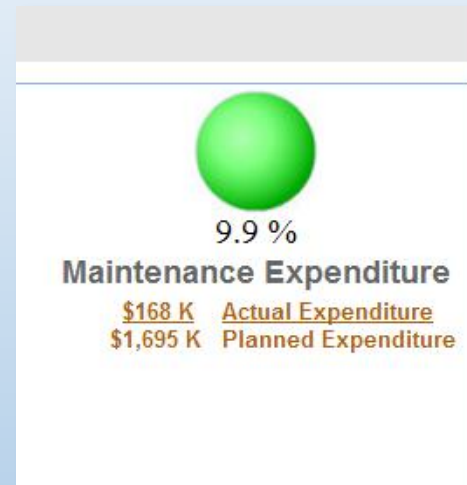 9.9 %
Maintenance Expenditure
$168 K Actual Expenditure
$1,695 K Planned Expenditure